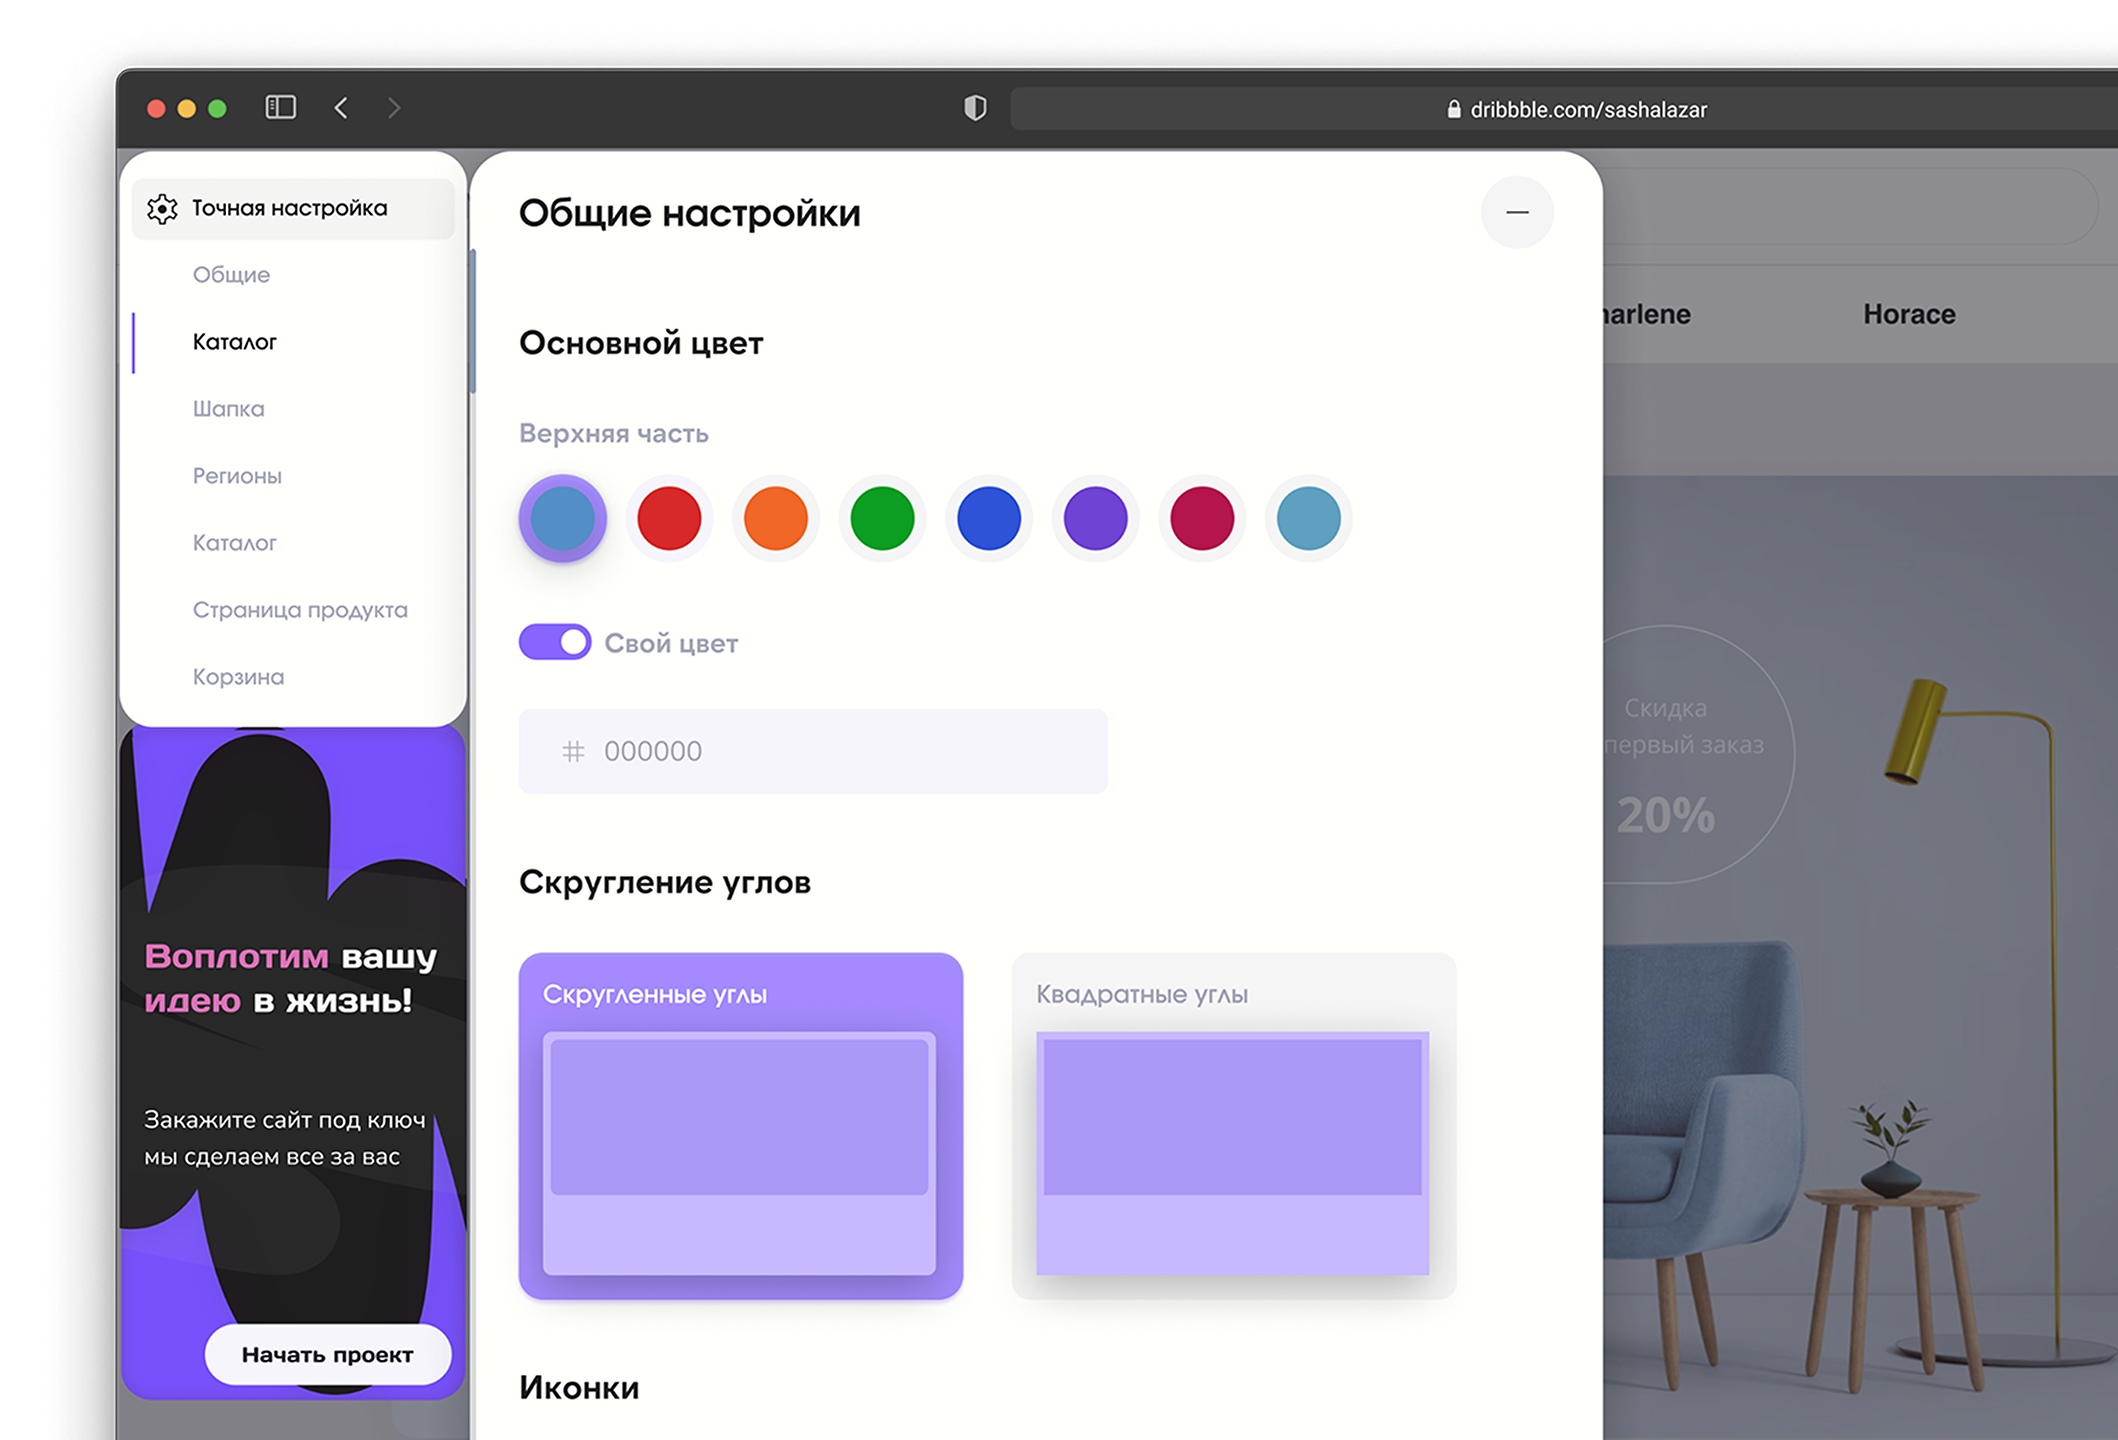 dribbble.com/sashalazar
Точная настройка
Общие
Каталог
Шапка
Регионы
Каталог
Страница продукта
Корзина
Воплотим вашу
идею в жизнь!
Закажите сайт под ключ
мы сделаем все за вас
Начать проект
Общие настройки
Основной цвет
Верхняя часть
Свой цвет
# 000000
Скругление углов
Скругленные углы
Квадратные углы
Иконки
Horace
Скидка
первый заказ
20%